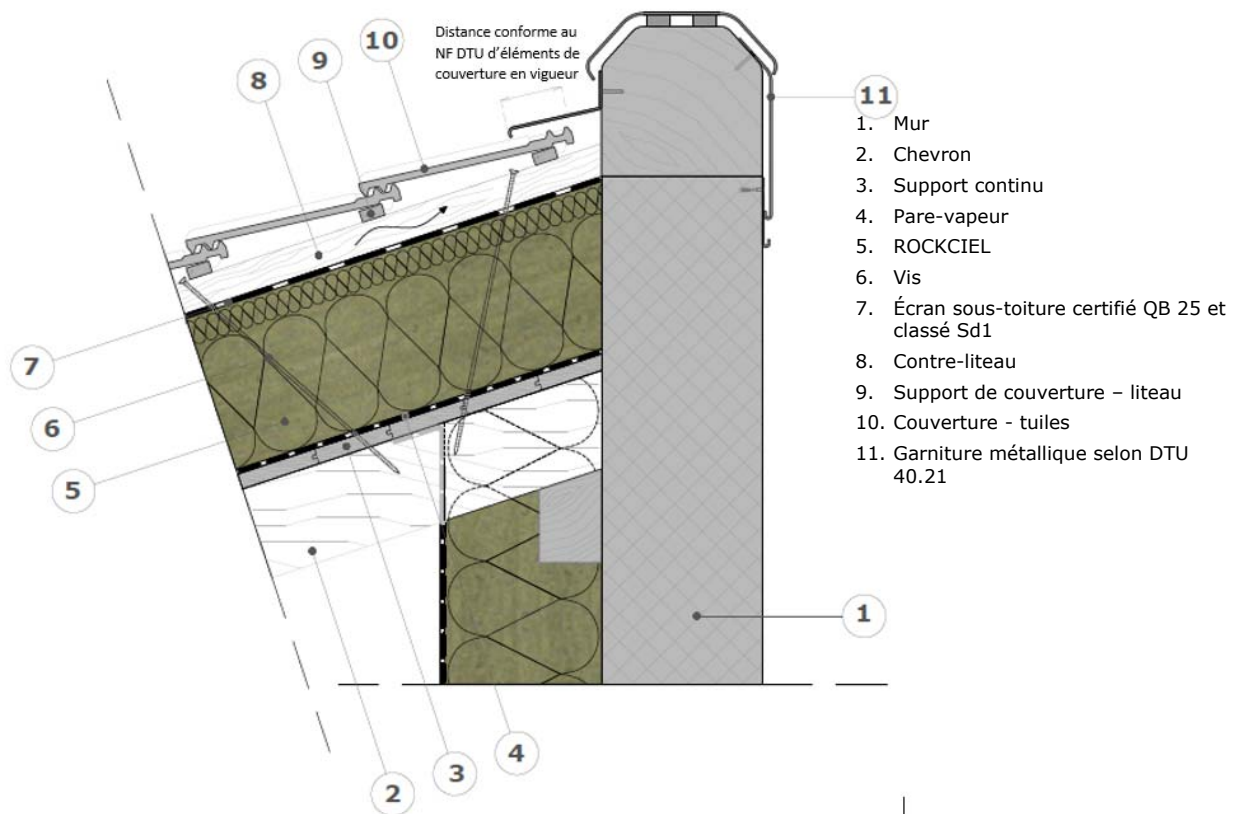 Distance conforme au
NF DTU d'éléments de
couverture en vigueur
10
9
8
11
7
6
5
4
3
2
1
1. Mur
2. Chevron
3. Support continu
4. Pare-vapeur
5. ROCKCIEL
6. Vis
7. Écran sous-toiture certifié QB 25 et
classé Sd1
8. Contre-liteau
9. Support de couverture – liteau
10. Couverture - tuiles
11. Garniture métallique selon DTU
40.21